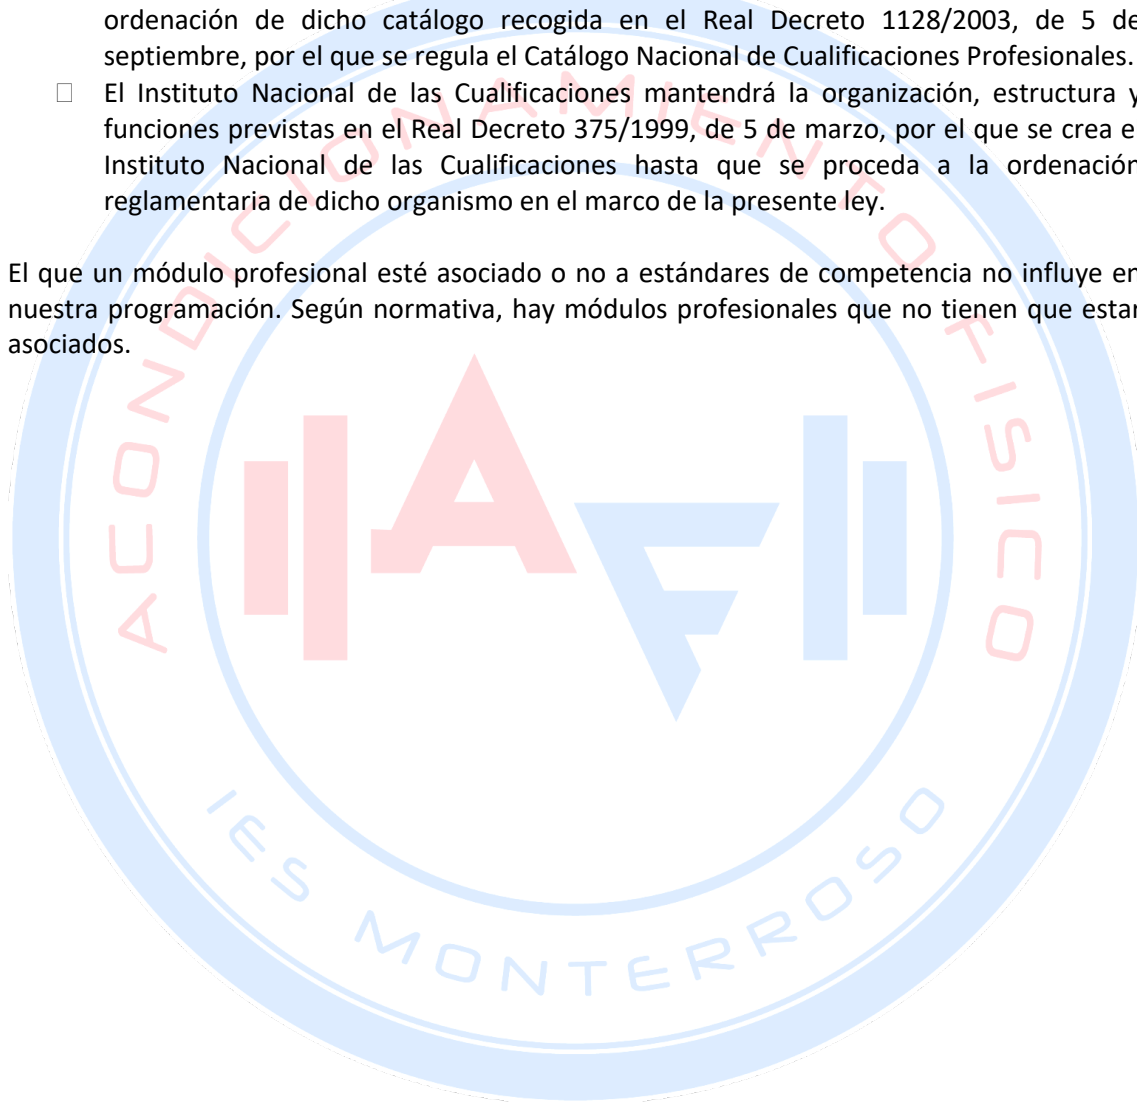 ordenación de dicho catálogo recogida en el Real Decreto 1128/2003, de 5 de
septiembre, por el que se regula el Catálogo Nacional de Cualificaciones Profesionales.
El Instituto Nacional de las Cualificaciones mantendrá la organización, estructura y
funciones previstas en el Real Decreto 375/1999, de 5 de marzo, por el que se crea e
Instituto Nacional de las Cualificaciones hasta que se proceda a la ordenación
reglamentaria de dicho organismo en el marco de la presente ley.
El que un módulo profesional esté asociado o no a estándares de competencia no influye en
nuestra programación. Según normativa, hay módulos profesionales que no tienen que estar
asociados.
ACONDICIONAMIENTO FISICO
AF
IES MONTERROSO